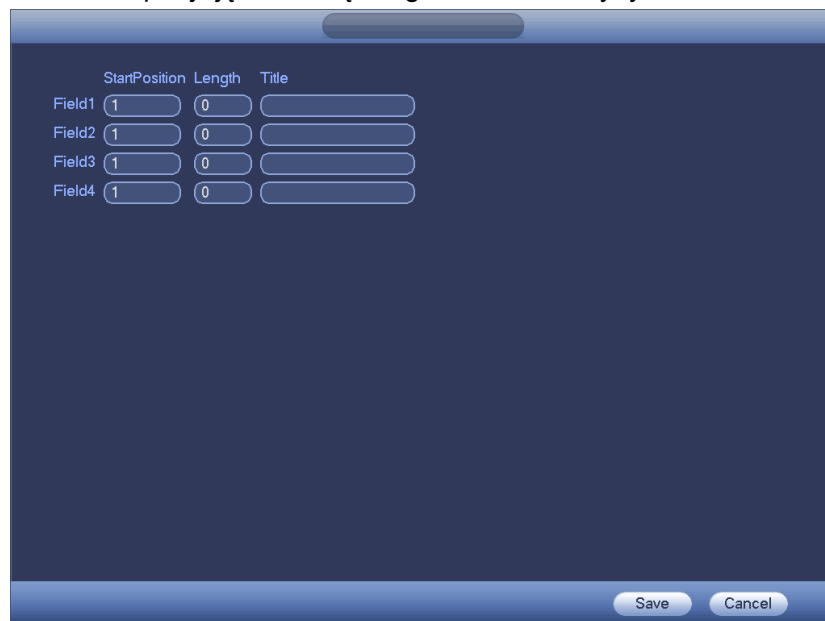 StartPosition Length Title
Field1 1 0
Field2 1 0
Field3 1 0
Field4 1 0
Save Cancel